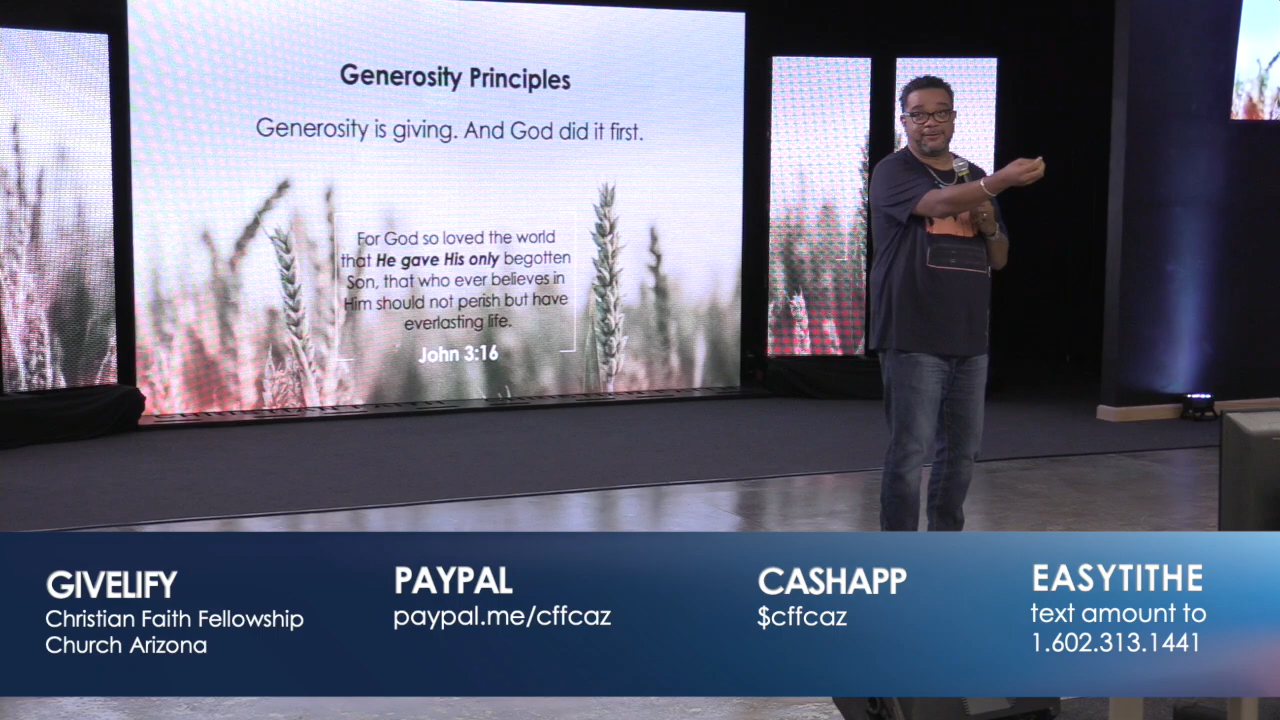 Generosity Principles
Generosity is giving. And God did it first.
For God so loved the world
that He gave His only begotten
Son, that who ever believes in
Him should not perish but have
everlasting life.
John 3:16
GIVELIFY
Christian Faith Fellowship
Church Arizona
PAYPAL
paypal.me/cffcaz
CASHAPP
$cffcaz
EASYTITHE
text amount to
1.602.313.1441